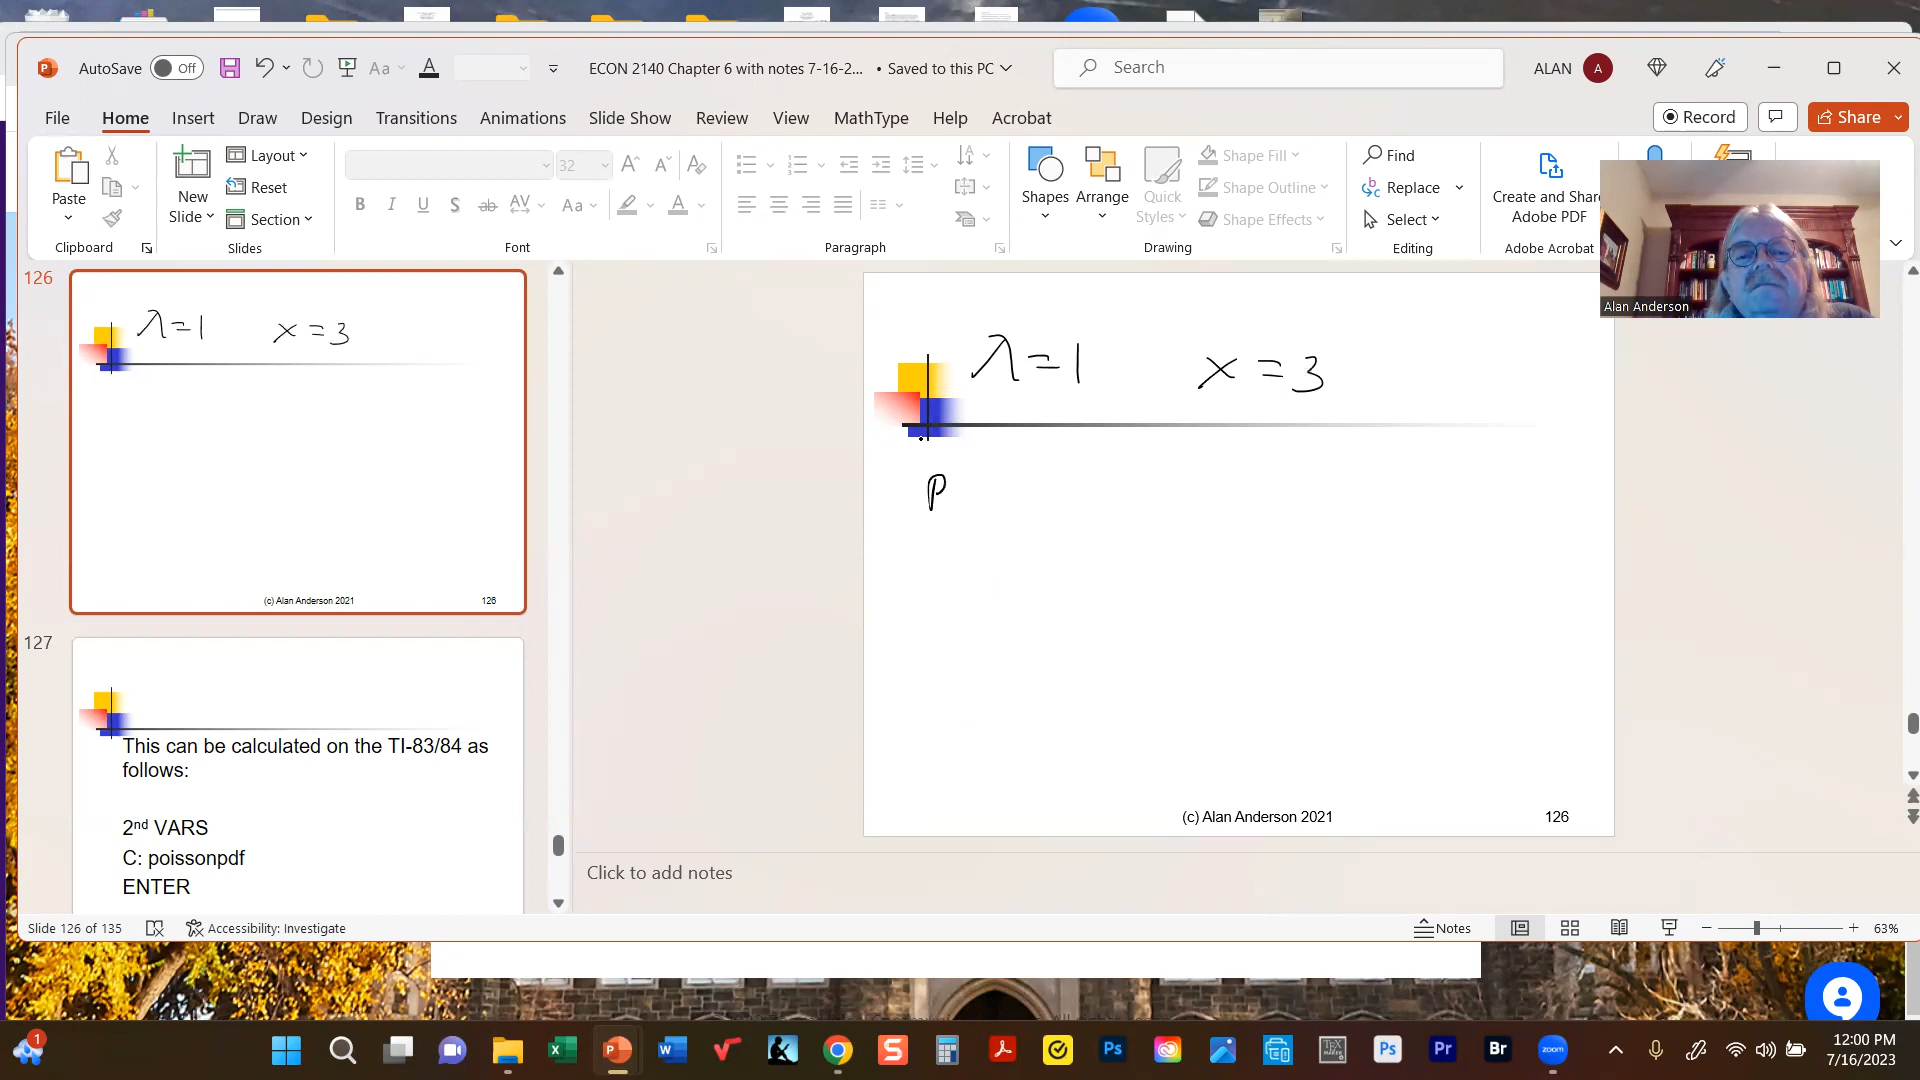 AutoSave Off ECON 2140 Chapter 6 with notes 7-16-2... • Saved to this PC Search ALAN A
File Home Insert Draw Design Transitions Animations Slide Show Review View MathType Help Acrobat Record Share
Paste New Slide Layout Reset Section 32 Shapes Arrange Quick Styles Shape Fill Shape Outline Shape Effects Find Replace Select Create and Share Adobe PDF
Clipboard Slides Font Paragraph Drawing Editing Adobe Acrobat
Alan Anderson
126
λ=1 x=3
(c) Alan Anderson 2021 126
127
This can be calculated on the TI-83/84 as
follows:
2nd VARS
C: poissonpdf
ENTER
λ=1 x=3
P
(c) Alan Anderson 2021 126
Click to add notes
Slide 126 of 135 Accessibility: Investigate Notes 63%
12:00 PM
7/16/2023